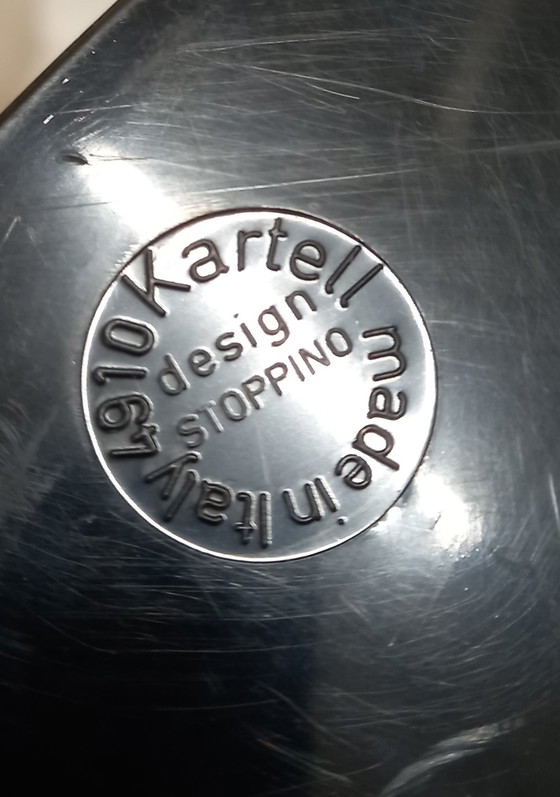 4910 Kartell made in Italy
design
STOPPINO